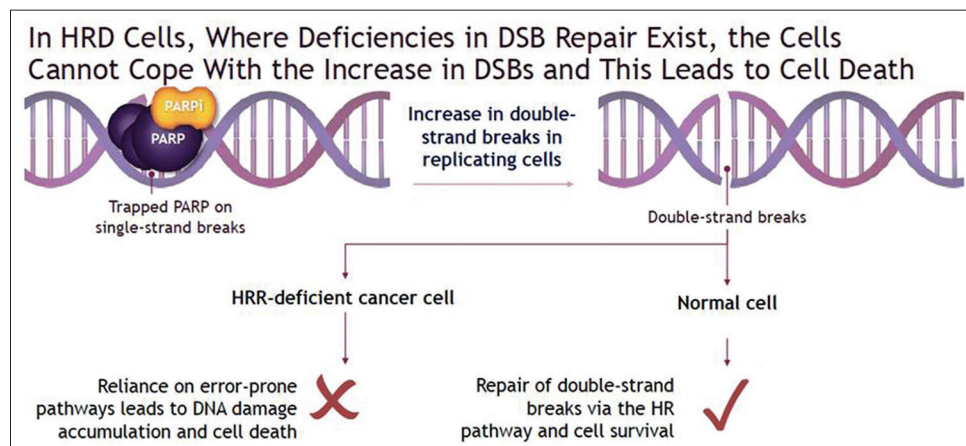 In HRD Cells, Where Deficiencies in DSB Repair Exist, the Cells
Cannot Cope With the Increase in DSBs and This Leads to Cell Death
PARPi
PARP
Increase in double-
strand breaks in
replicating cells
Trapped PARP on
single-strand breaks
Double-strand breaks
HRR-deficient cancer cell
Normal cell
Reliance on error-prone
pathways leads to DNA damage
accumulation and cell death
Repair of double-strand
breaks via the HR
pathway and cell survival